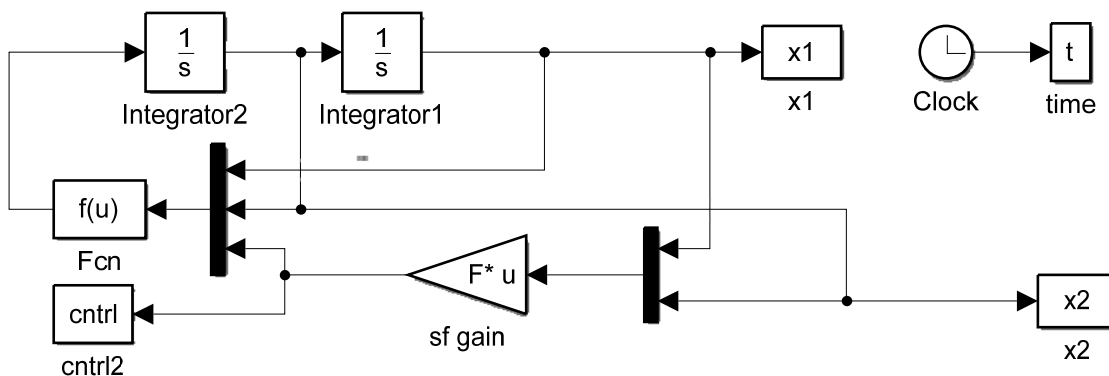 1
s
Integrator2
1
s
Integrator1
x1
x1
Clock
t
time
f(u)
Fcn
F* u
sf gain
cntrl
cntrl2
x2
x2